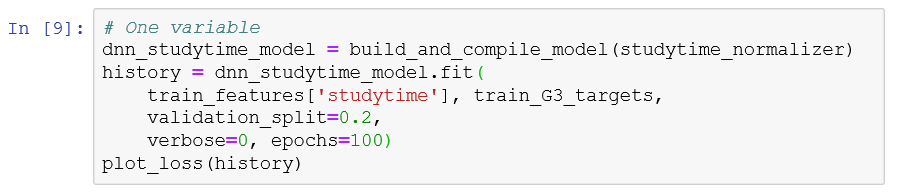 In [9]: # One variable
dnn_studytime_model = build_and_compile_model(studytime_normalizer)
history = dnn_studytime_model.fit(
    train_features['studytime'], train_G3_targets,
    validation_split=0.2,
    verbose=0, epochs=100)
plot_loss(history)